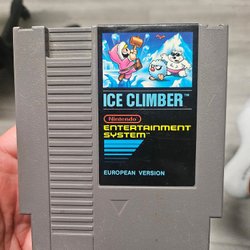 ICE CLIMBER™
Nintendo
ENTERTAINMENT
SYSTEM™
EUROPEAN VERSION